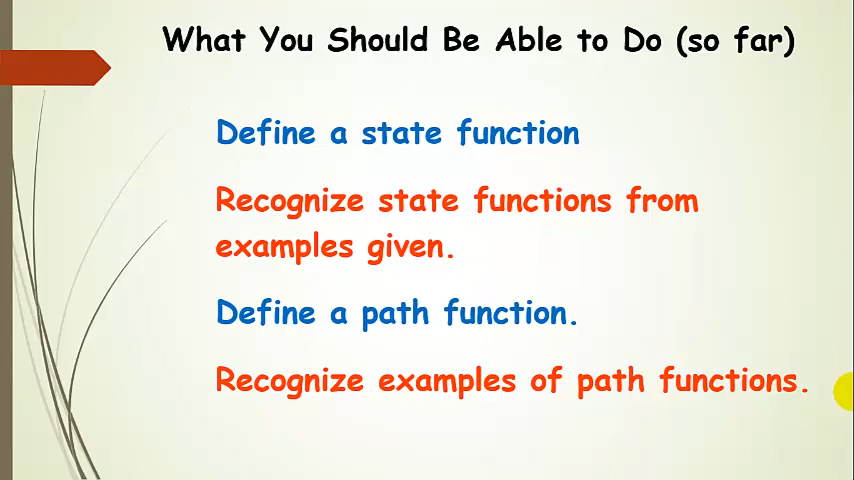 What You Should Be Able to Do (so far)
Define a state function
Recognize state functions from
examples given.
Define a path function.
Recognize examples of path functions.